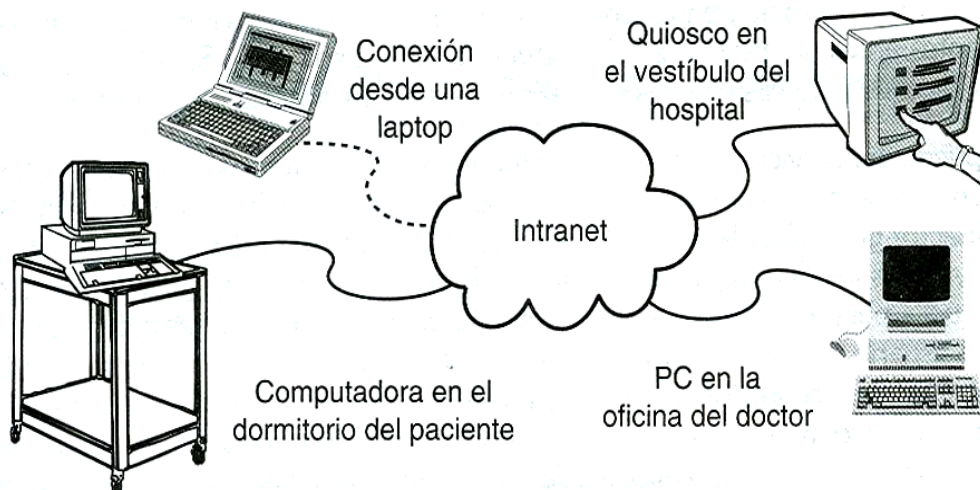 Conexión
desde una
laptop
Quiosco en
el vestíbulo del
hospital
Intranet
Computadora en el
dormitorio del paciente
PC en la
oficina del doctor